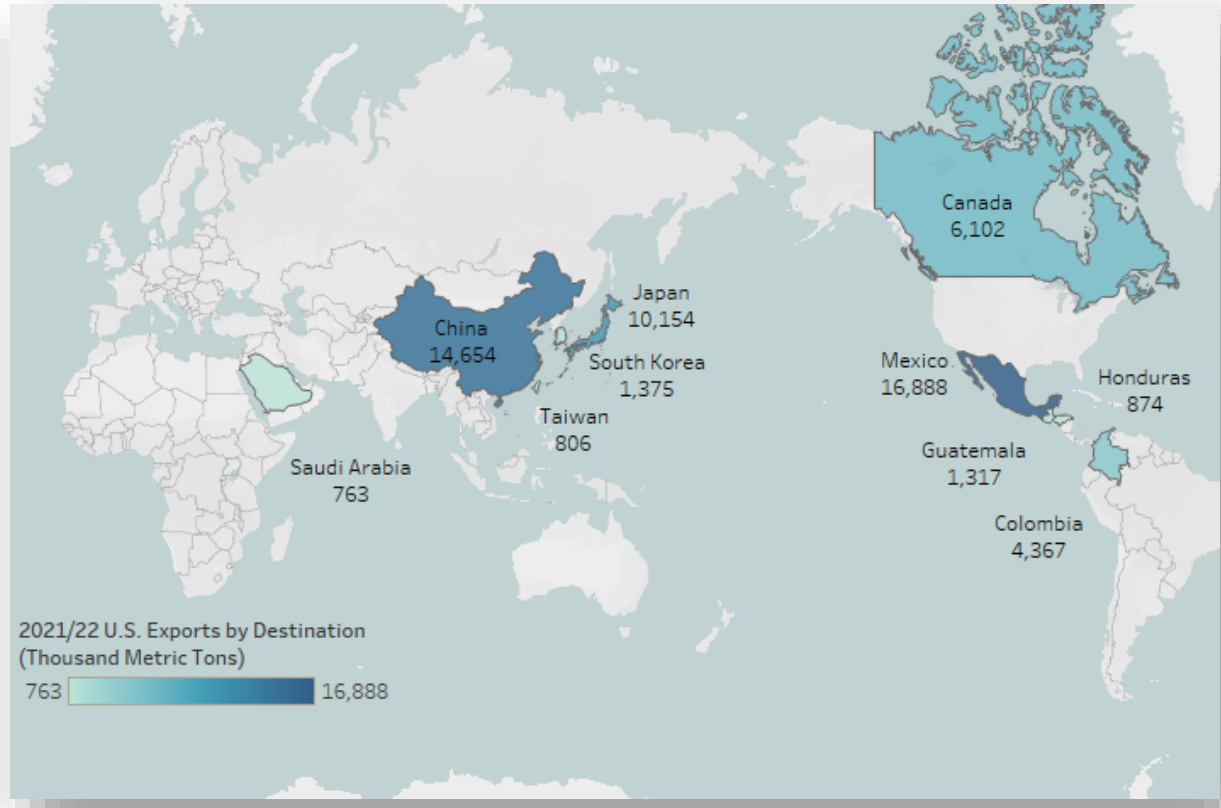 Canada
6,102
Japan
10,154
China
14,654
South Korea
1,375
Mexico
16,888
Honduras
874
Taiwan
806
Guatemala
1,317
Saudi Arabia
763
Colombia
4,367
2021/22 U.S. Exports by Destination
(Thousand Metric Tons)
763 16,888